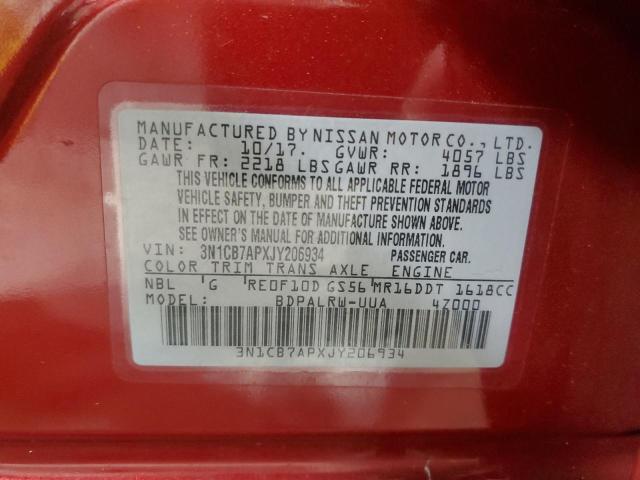 MANUFACTURED BY NISSAN MOTOR CO., LTD.
DATE: 10/17. GVWR: 4057 LBS
GAWR FR: 2218 LBS GAWR RR: 1896 LBS
THIS VEHICLE CONFORMS TO ALL APPLICABLE FEDERAL MOTOR
VEHICLE SAFETY, BUMPER AND THEFT PREVENTION STANDARDS
IN EFFECT ON THE DATE OF MANUFACTURE SHOWN ABOVE.
SEE OWNER'S MANUAL FOR ADDITIONAL INFORMATION.
VIN: 3N1CB7APXJY206934 PASSENGER CAR.
COLOR TRIM TRANS AXLE ENGINE
NBL G RE0F10D GS56 MR16DDT 1618CC
MODEL: BDPALRW-UUA 4Z000
3N1CB7APXJY206934